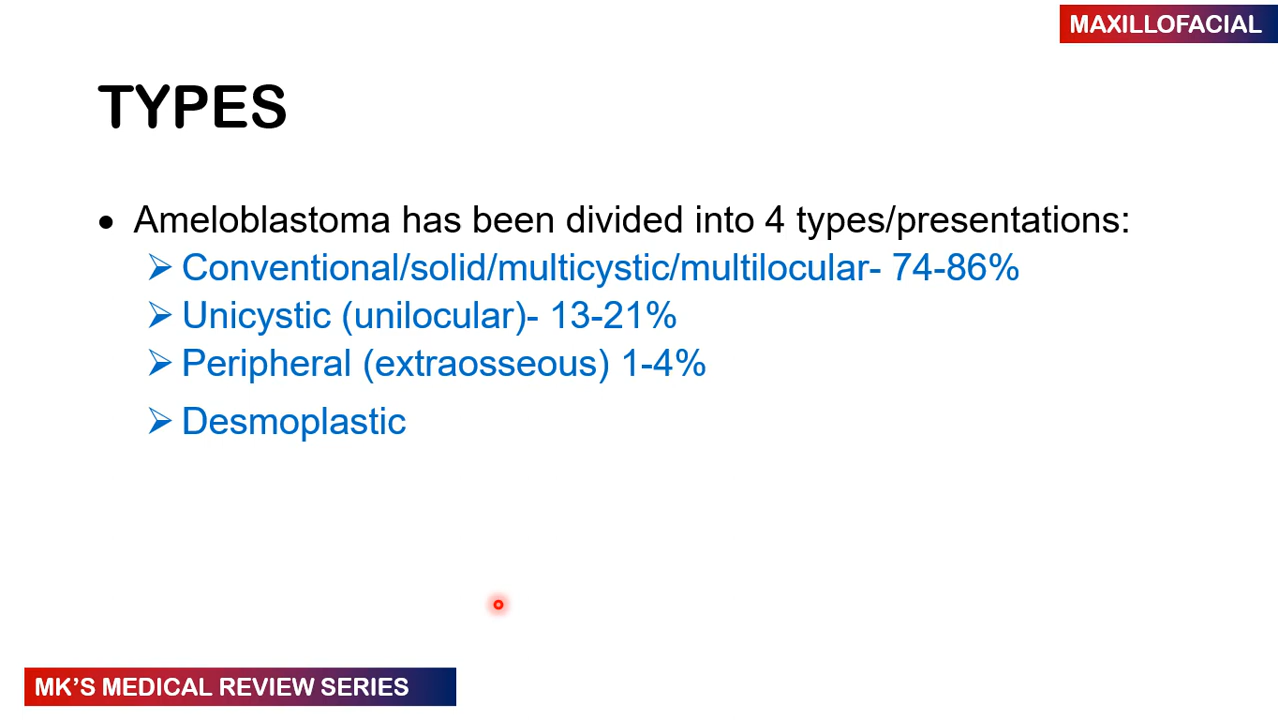 MAXILLOFACIAL
TYPES
• Ameloblastoma has been divided into 4 types/presentations:
➢ Conventional/solid/multicystic/multilocular- 74-86%
➢ Unicystic (unilocular)- 13-21%
➢ Peripheral (extraosseous) 1-4%
➢ Desmoplastic
MK’S MEDICAL REVIEW SERIES